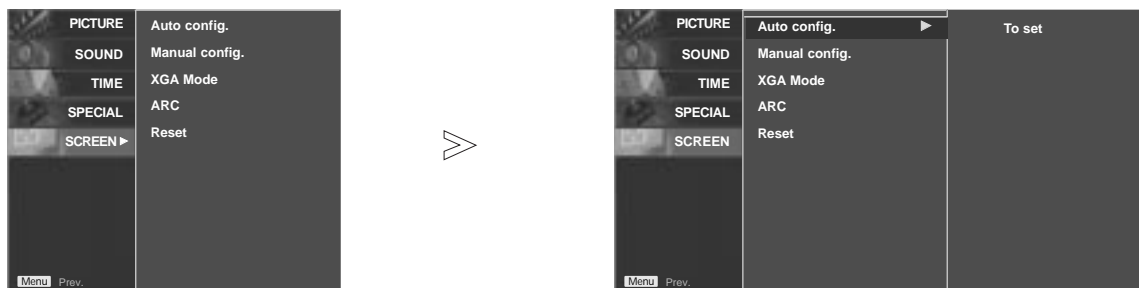 PICTURE
SOUND
TIME
SPECIAL
SCREEN
Auto config.
Manual config.
XGA Mode
ARC
Reset
Menu Prev.
PICTURE
SOUND
TIME
SPECIAL
SCREEN
Auto config.
Manual config.
XGA Mode
ARC
Reset
To set
Menu Prev.